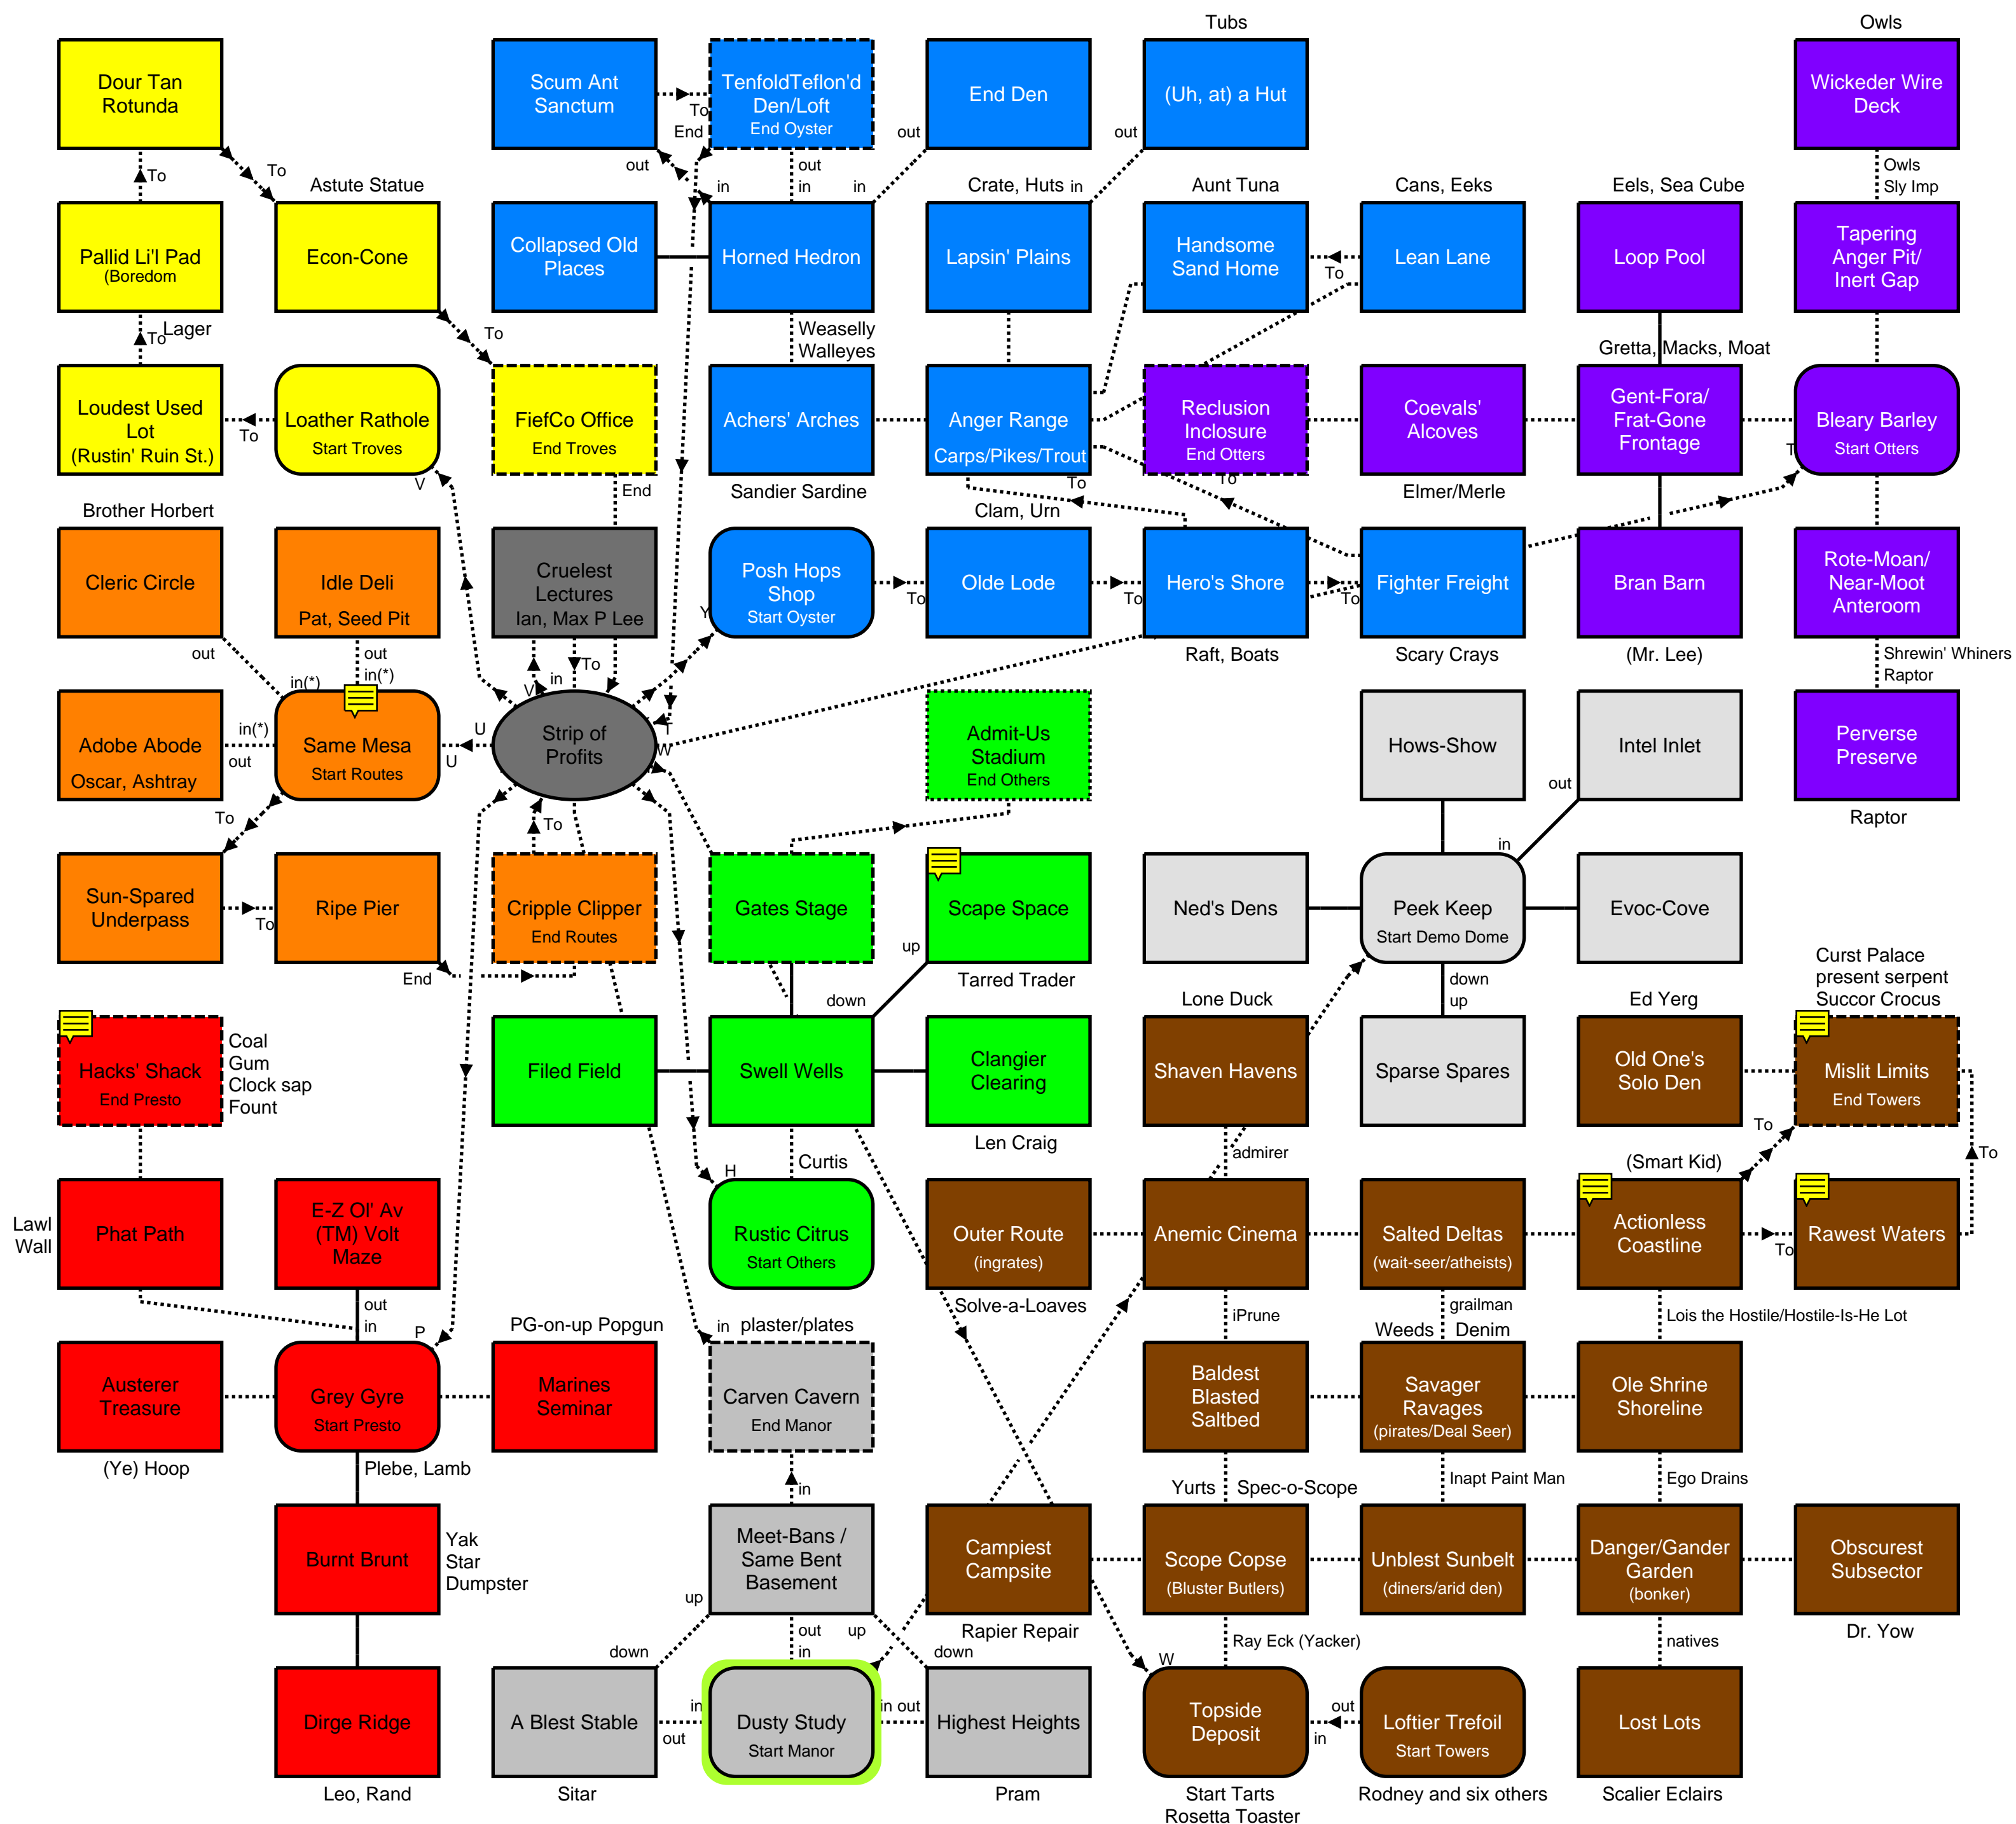 Tubs
Owls
Dour Tan
Rotunda
Scum Ant
Sanctum
To
TenfoldTeflon'd
Den/Loft
End Oyster
End Den
(Uh, at) a Hut
Wickeder Wire
Deck
To
To
End
out
out
in
out
in
in
out
out
Owls
Sly Imp
Astute Statue
Crate, Huts
in
Aunt Tuna
Cans, Eeks
Eels, Sea Cube
Pallid Li'l Pad
(Boredom
Econ-Cone
Collapsed Old
Places
Horned Hedron
Lapsin' Plains
Handsome
Sand Home
To
Lean Lane
Loop Pool
Tapering
Anger Pit/
Inert Gap
To
Lager
To
Weaselly
Walleyes
Gretta, Macks, Moat
Loudest Used
Lot
(Rustin' Ruin St.)
To
Loather Rathole
Start Troves
FiefCo Office
End Troves
Achers' Arches
Anger Range
Carps/Pikes/Trout
Reclusion
Inclosure
End Otters
Coevals'
Alcoves
Gent-Fora/
Frat-Gone
Frontage
Bleary Barley
Start Otters
T
V
End
Sandier Sardine
To
To
Elmer/Merle
Brother Horbert
Clam, Urn
Cleric Circle
Idle Deli
Pat, Seed Pit
Cruelest
Lectures
Ian, Max P Lee
Y
Posh Hops
Shop
Start Oyster
To
Olde Lode
To
Hero's Shore
To
Fighter Freight
Bran Barn
Rote-Moan/
Near-Moot
Anteroom
out
out
in(*)
in(*)
V
in
To
Raft, Boats
Scary Crays
(Mr. Lee)
Shrewin' Whiners
Raptor
Adobe Abode
Oscar, Ashtray
in(*)
out
Same Mesa
Start Routes
U
U
Strip of
Profits
T
W
Admit-Us
Stadium
End Others
Hows-Show
Intel Inlet
out
in
Perverse
Preserve
Raptor
To
To
Sun-Spared
Underpass
To
Ripe Pier
End
Cripple Clipper
End Routes
Gates Stage
up
down
Scape Space
Tarred Trader
Ned's Dens
Peek Keep
Start Demo Dome
down
up
Evoc-Cove
Curst Palace
present serpent
Succor Crocus
Lone Duck
Ed Yerg
Hacks' Shack
End Presto
Coal
Gum
Clock sap
Fount
Filed Field
Swell Wells
Clangier
Clearing
Shaven Havens
Sparse Spares
Old One's
Solo Den
Mislit Limits
End Towers
To
H
Curtis
Len Craig
admirer
(Smart Kid)
To
Lawl
Wall
Phat Path
E-Z Ol' Av
(TM) Volt
Maze
Rustic Citrus
Start Others
Outer Route
(ingrates)
Anemic Cinema
Salted Deltas
(wait-seer/atheists)
Actionless
Coastline
To
Rawest Waters
out
in
P
PG-on-up Popgun
in
plaster/plates
Solve-a-Loaves
iPrune
grailman
Weeds
Denim
Lois the Hostile/Hostile-Is-He Lot
Austerer
Treasure
Grey Gyre
Start Presto
Marines
Seminar
Carven Cavern
End Manor
Baldest
Blasted
Saltbed
Savager
Ravages
(pirates/Deal Seer)
Ole Shrine
Shoreline
(Ye) Hoop
Plebe, Lamb
in
Yurts
Spec-o-Scope
Inapt Paint Man
Ego Drains
Burnt Brunt
Yak
Star
Dumpster
Meet-Bans /
Same Bent
Basement
Campiest
Campsite
Scope Copse
(Bluster Butlers)
Unblest Sunbelt
(diners/arid den)
Danger/Gander
Garden
(bonker)
Obscurest
Subsector
up
down
out
in
up
down
Rapier Repair
W
Ray Eck (Yacker)
natives
Dr. Yow
Dirge Ridge
A Blest Stable
in
out
Dusty Study
Start Manor
in out
Highest Heights
Topside
Deposit
out
in
Loftier Trefoil
Start Towers
Lost Lots
Leo, Rand
Sitar
Pram
Start Tarts
Rosetta Toaster
Rodney and six others
Scalier Eclairs